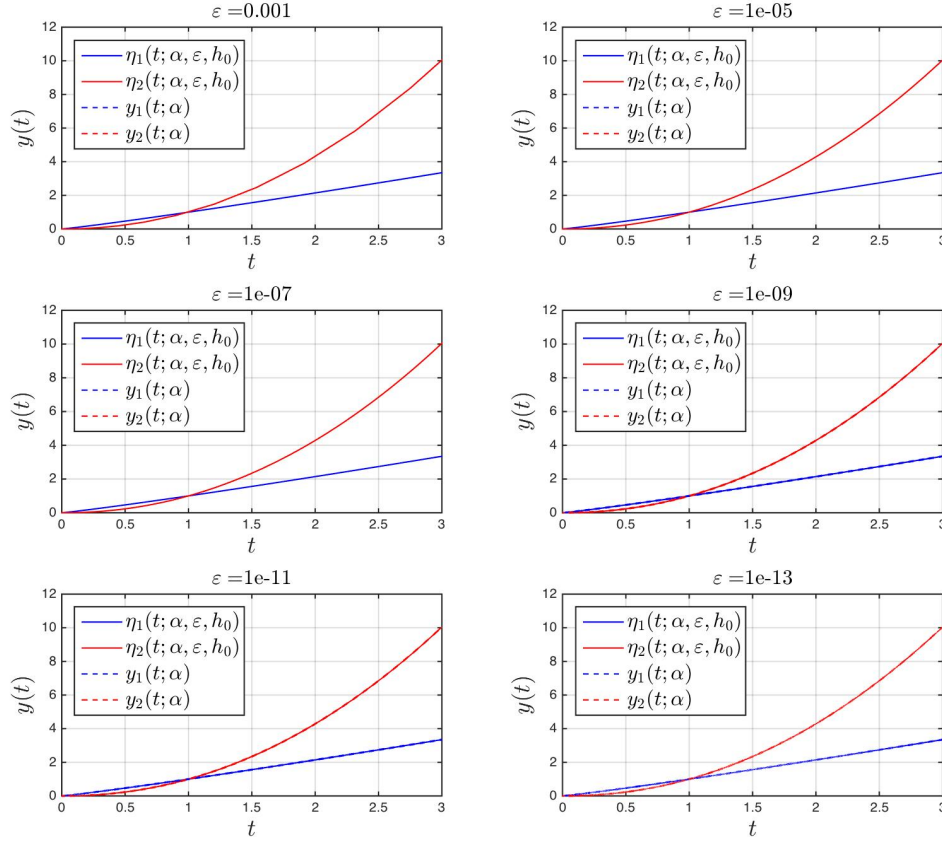 ε =0.001
12
10
8
6
4
2
0
y(t)
η₁(t; α, ε, h₀)
η₂(t; α, ε, h₀)
y₁(t; α)
y₂(t; α)
0 0.5 1 1.5 2 2.5 3
t
ε =1e-05
12
10
8
6
4
2
0
y(t)
η₁(t; α, ε, h₀)
η₂(t; α, ε, h₀)
y₁(t; α)
y₂(t; α)
0 0.5 1 1.5 2 2.5 3
t
ε =1e-07
12
10
8
6
4
2
0
y(t)
η₁(t; α, ε, h₀)
η₂(t; α, ε, h₀)
y₁(t; α)
y₂(t; α)
0 0.5 1 1.5 2 2.5 3
t
ε =1e-09
12
10
8
6
4
2
0
y(t)
η₁(t; α, ε, h₀)
η₂(t; α, ε, h₀)
y₁(t; α)
y₂(t; α)
0 0.5 1 1.5 2 2.5 3
t
ε =1e-11
12
10
8
6
4
2
0
y(t)
η₁(t; α, ε, h₀)
η₂(t; α, ε, h₀)
y₁(t; α)
y₂(t; α)
0 0.5 1 1.5 2 2.5 3
t
ε =1e-13
12
10
8
6
4
2
0
y(t)
η₁(t; α, ε, h₀)
η₂(t; α, ε, h₀)
y₁(t; α)
y₂(t; α)
0 0.5 1 1.5 2 2.5 3
t